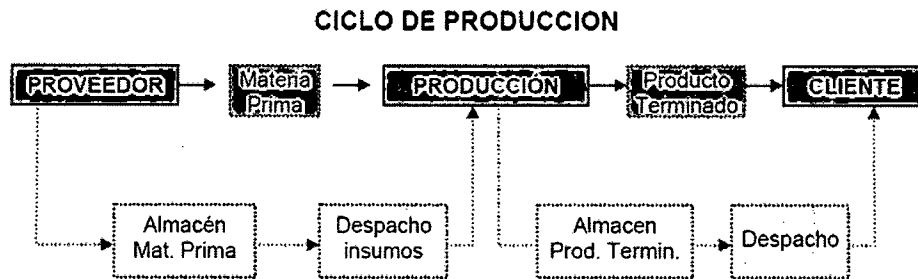 CICLO DE PRODUCCION
PROVEEDOR
Materia
Prima
PRODUCCIÓN
Producto
Terminado
CLIENTE
Almacén
Mat. Prima
Despacho
insumos
Almacen
Prod. Termin.
Despacho